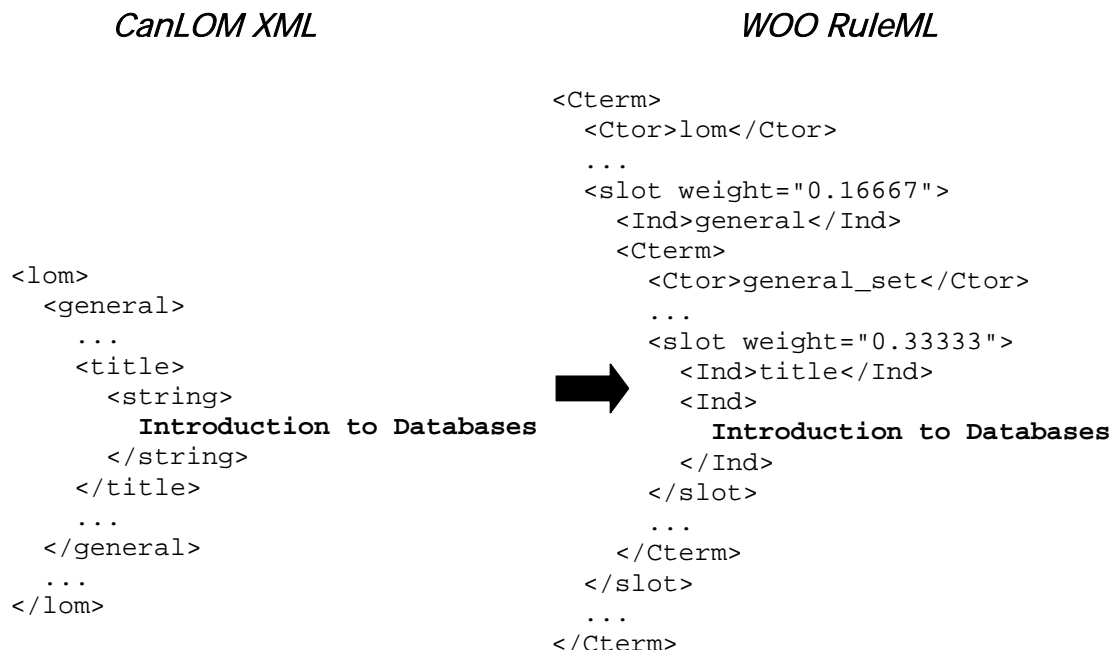 CanLOM XML
<lom>
  <general>
    ...
    <title>
      <string>
        Introduction to Databases
      </string>
    </title>
    ...
  </general>
  ...
</lom>
WOO RuleML
<Cterm>
  <Ctor>lom</Ctor>
  ...
  <slot weight="0.16667">
    <Ind>general</Ind>
    <Cterm>
      <Ctor>general_set</Ctor>
      ...
      <slot weight="0.33333">
        <Ind>title</Ind>
        <Ind>
          Introduction to Databases
        </Ind>
      </slot>
      ...
    </Cterm>
  </slot>
  ...
</Cterm>